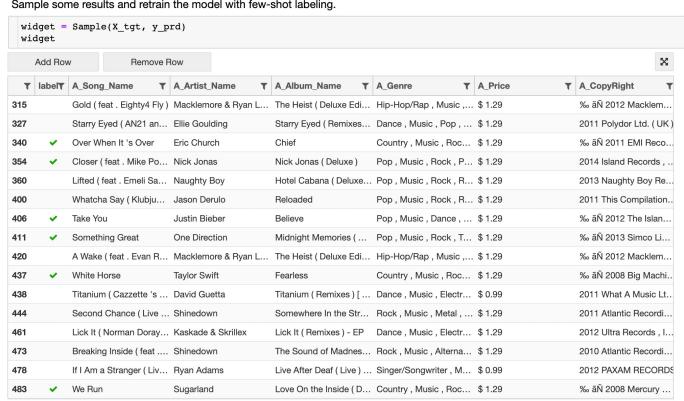 Sample some results and retrain the model with few-shot labeling.
widget = Sample(X_tgt, y_prd)
widget
Add Row Remove Row
label A_Song_Name A_Artist_Name A_Album_Name A_Genre A_Price A_CopyRight
315 Gold ( feat . Eighty4 Fly ) Macklemore & Ryan L... The Heist ( Deluxe Edi... Hip-Hop/Rap , Music ,... $ 1.29 ‰ äÑ 2012 Macklem...
327 Starry Eyed ( AN21 an... Ellie Goulding Starry Eyed ( Remixes... Dance , Music , Pop , ... $ 1.29 2011 Polydor Ltd. ( UK )
340 ✔ Over When It 's Over Eric Church Chief Country , Music , Roc... $ 1.29 ‰ äÑ 2011 EMI Reco...
354 ✔ Closer ( feat . Mike Po... Nick Jonas Nick Jonas ( Deluxe ) Pop , Music , Rock , P... $ 1.29 2014 Island Records , ...
360 Lifted ( feat . Emeli Sa... Naughty Boy Hotel Cabana ( Deluxe... Pop , Music , Rock , R... $ 1.29 2013 Naughty Boy Re...
400 Whatcha Say ( Klubju... Jason Derulo Reloaded Pop , Music , Rock , R... $ 1.29 2011 This Compilation...
406 ✔ Take You Justin Bieber Believe Pop , Music , Dance , ... $ 1.29 ‰ äÑ 2012 The Islan...
411 ✔ Something Great One Direction Midnight Memories ( ... Pop , Music , Rock , T... $ 1.29 ‰ äÑ 2013 Simco Li...
420 A Wake ( feat . Evan R... Macklemore & Ryan L... The Heist ( Deluxe Edi... Hip-Hop/Rap , Music ,... $ 1.29 ‰ äÑ 2012 Macklem...
437 ✔ White Horse Taylor Swift Fearless Country , Music , Roc... $ 1.29 ‰ äÑ 2008 Big Machi...
438 Titanium ( Cazzette 's ... David Guetta Titanium ( Remixes ) [ ... Dance , Music , Electr... $ 0.99 2011 What A Music Lt...
444 Second Chance ( Live ... Shinedown Somewhere In the Str... Rock , Music , Metal , ... $ 1.29 2011 Atlantic Recordi...
461 Lick It ( Norman Doray... Kaskade & Skrillex Lick It ( Remixes ) - EP Dance , Music , Electr... $ 1.29 2012 Ultra Records , l...
473 Breaking Inside ( feat .... Shinedown The Sound of Madnes... Rock , Music , Alterna... $ 1.29 2010 Atlantic Recordi...
478 If I Am a Stranger ( Liv... Ryan Adams Live After Deaf ( Live ) ... Singer/Songwriter , M... $ 0.99 2012 PAXAM RECORDS
483 ✔ We Run Sugarland Love On the Inside ( D... Country , Music , Roc... $ 1.29 ‰ äÑ 2008 Mercury ...